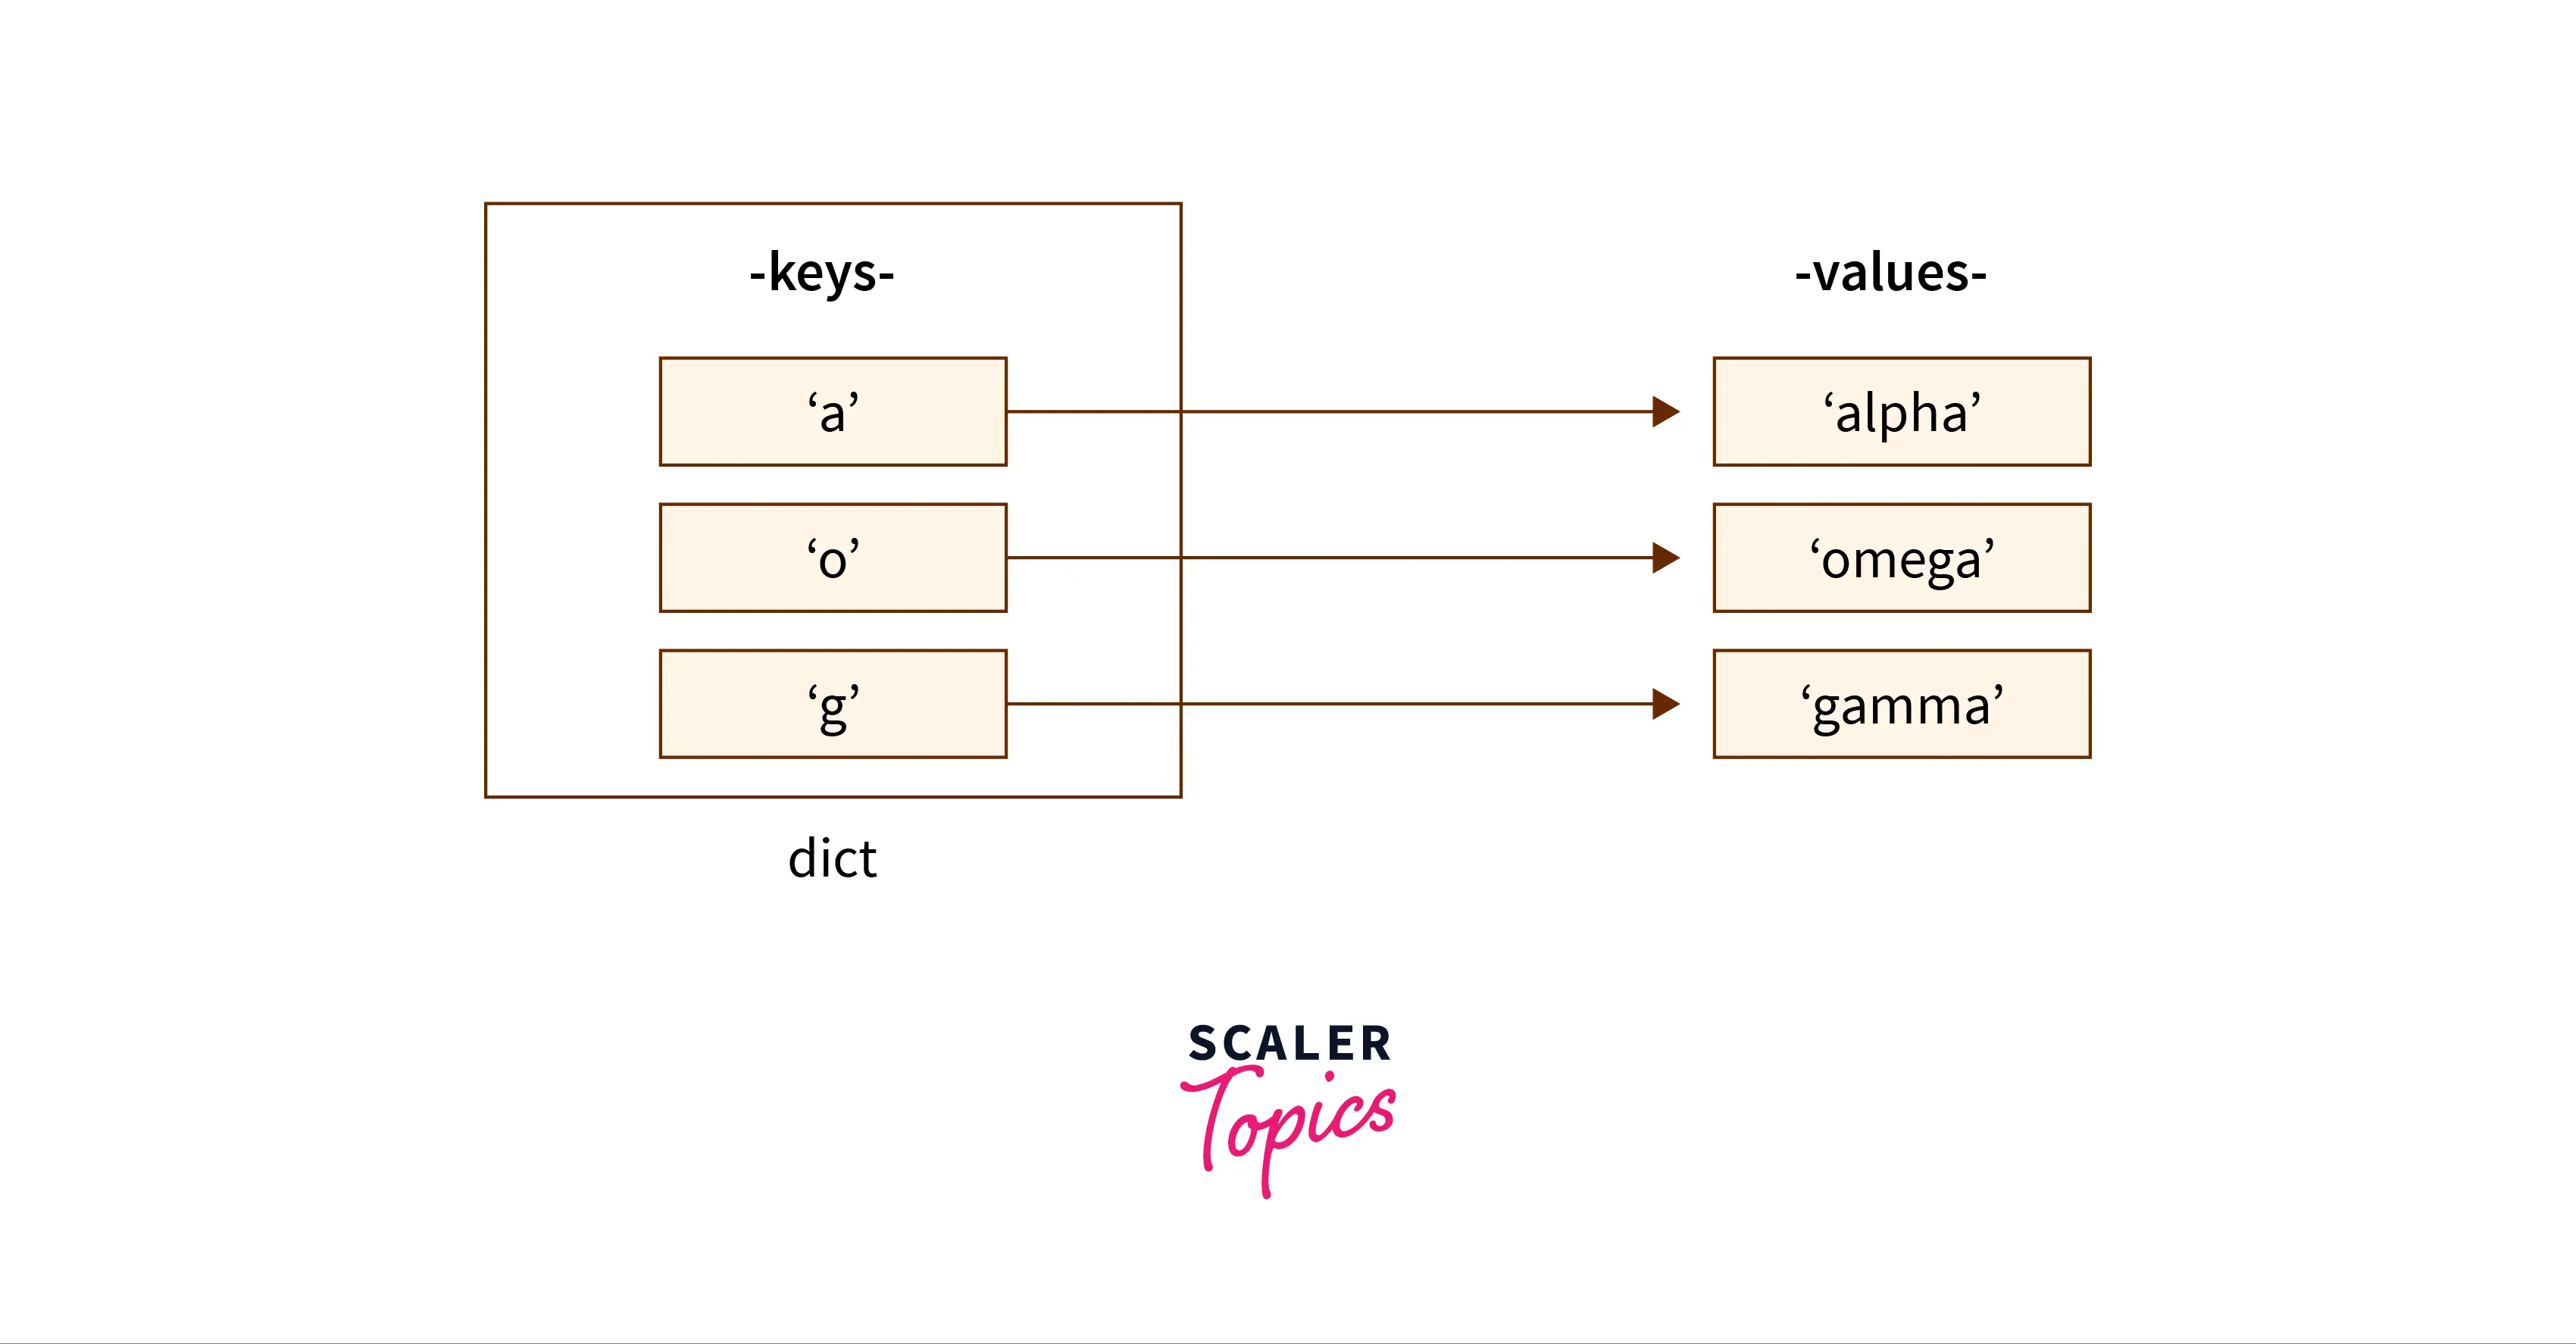 -keys-
-values-
‘a’
‘alpha’
‘o’
‘omega’
‘g’
‘gamma’
dict
SCALER
Topics